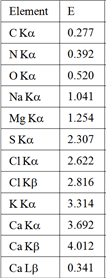 Element E
C Kα 0.277
N Kα 0.392
O Kα 0.520
Na Kα 1.041
Mg Kα 1.254
S Kα 2.307
Cl Kα 2.622
Cl Kβ 2.816
K Kα 3.314
Ca Kα 3.692
Ca Kβ 4.012
Ca Lβ 0.341